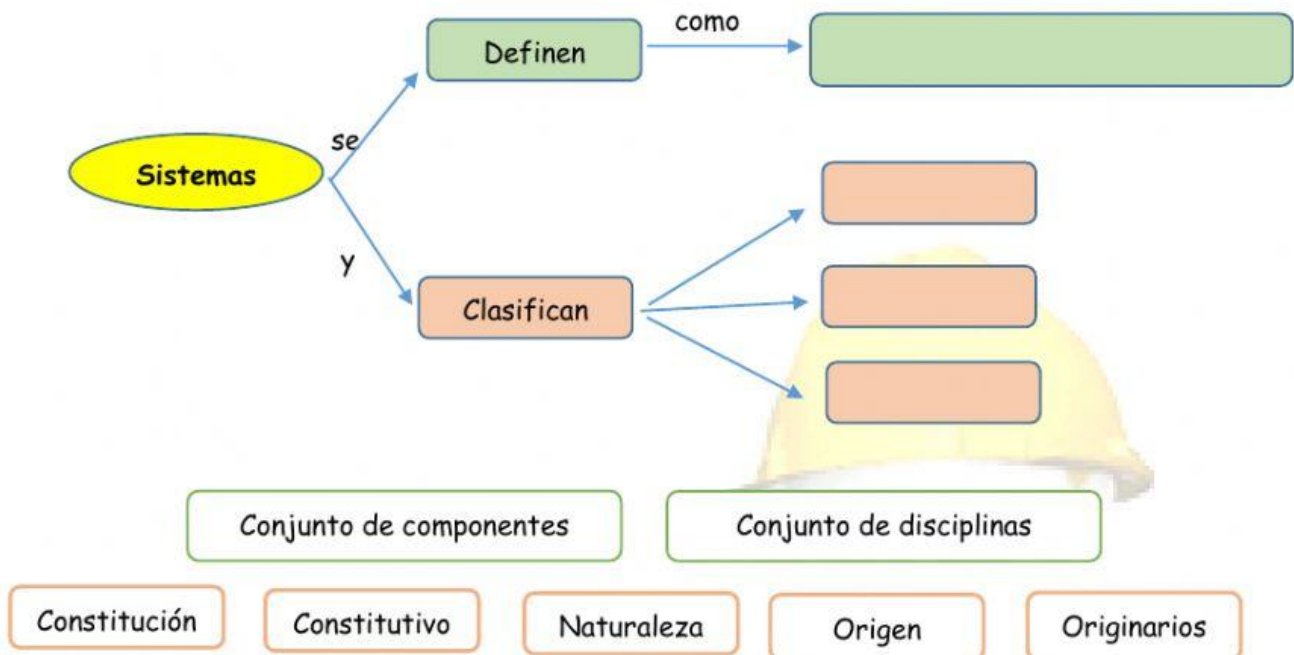 como
Definen
se
Sistemas
y
Clasifican
Conjunto de componentes
Conjunto de disciplinas
Constitución
Constitutivo
Naturaleza
Origen
Originarios